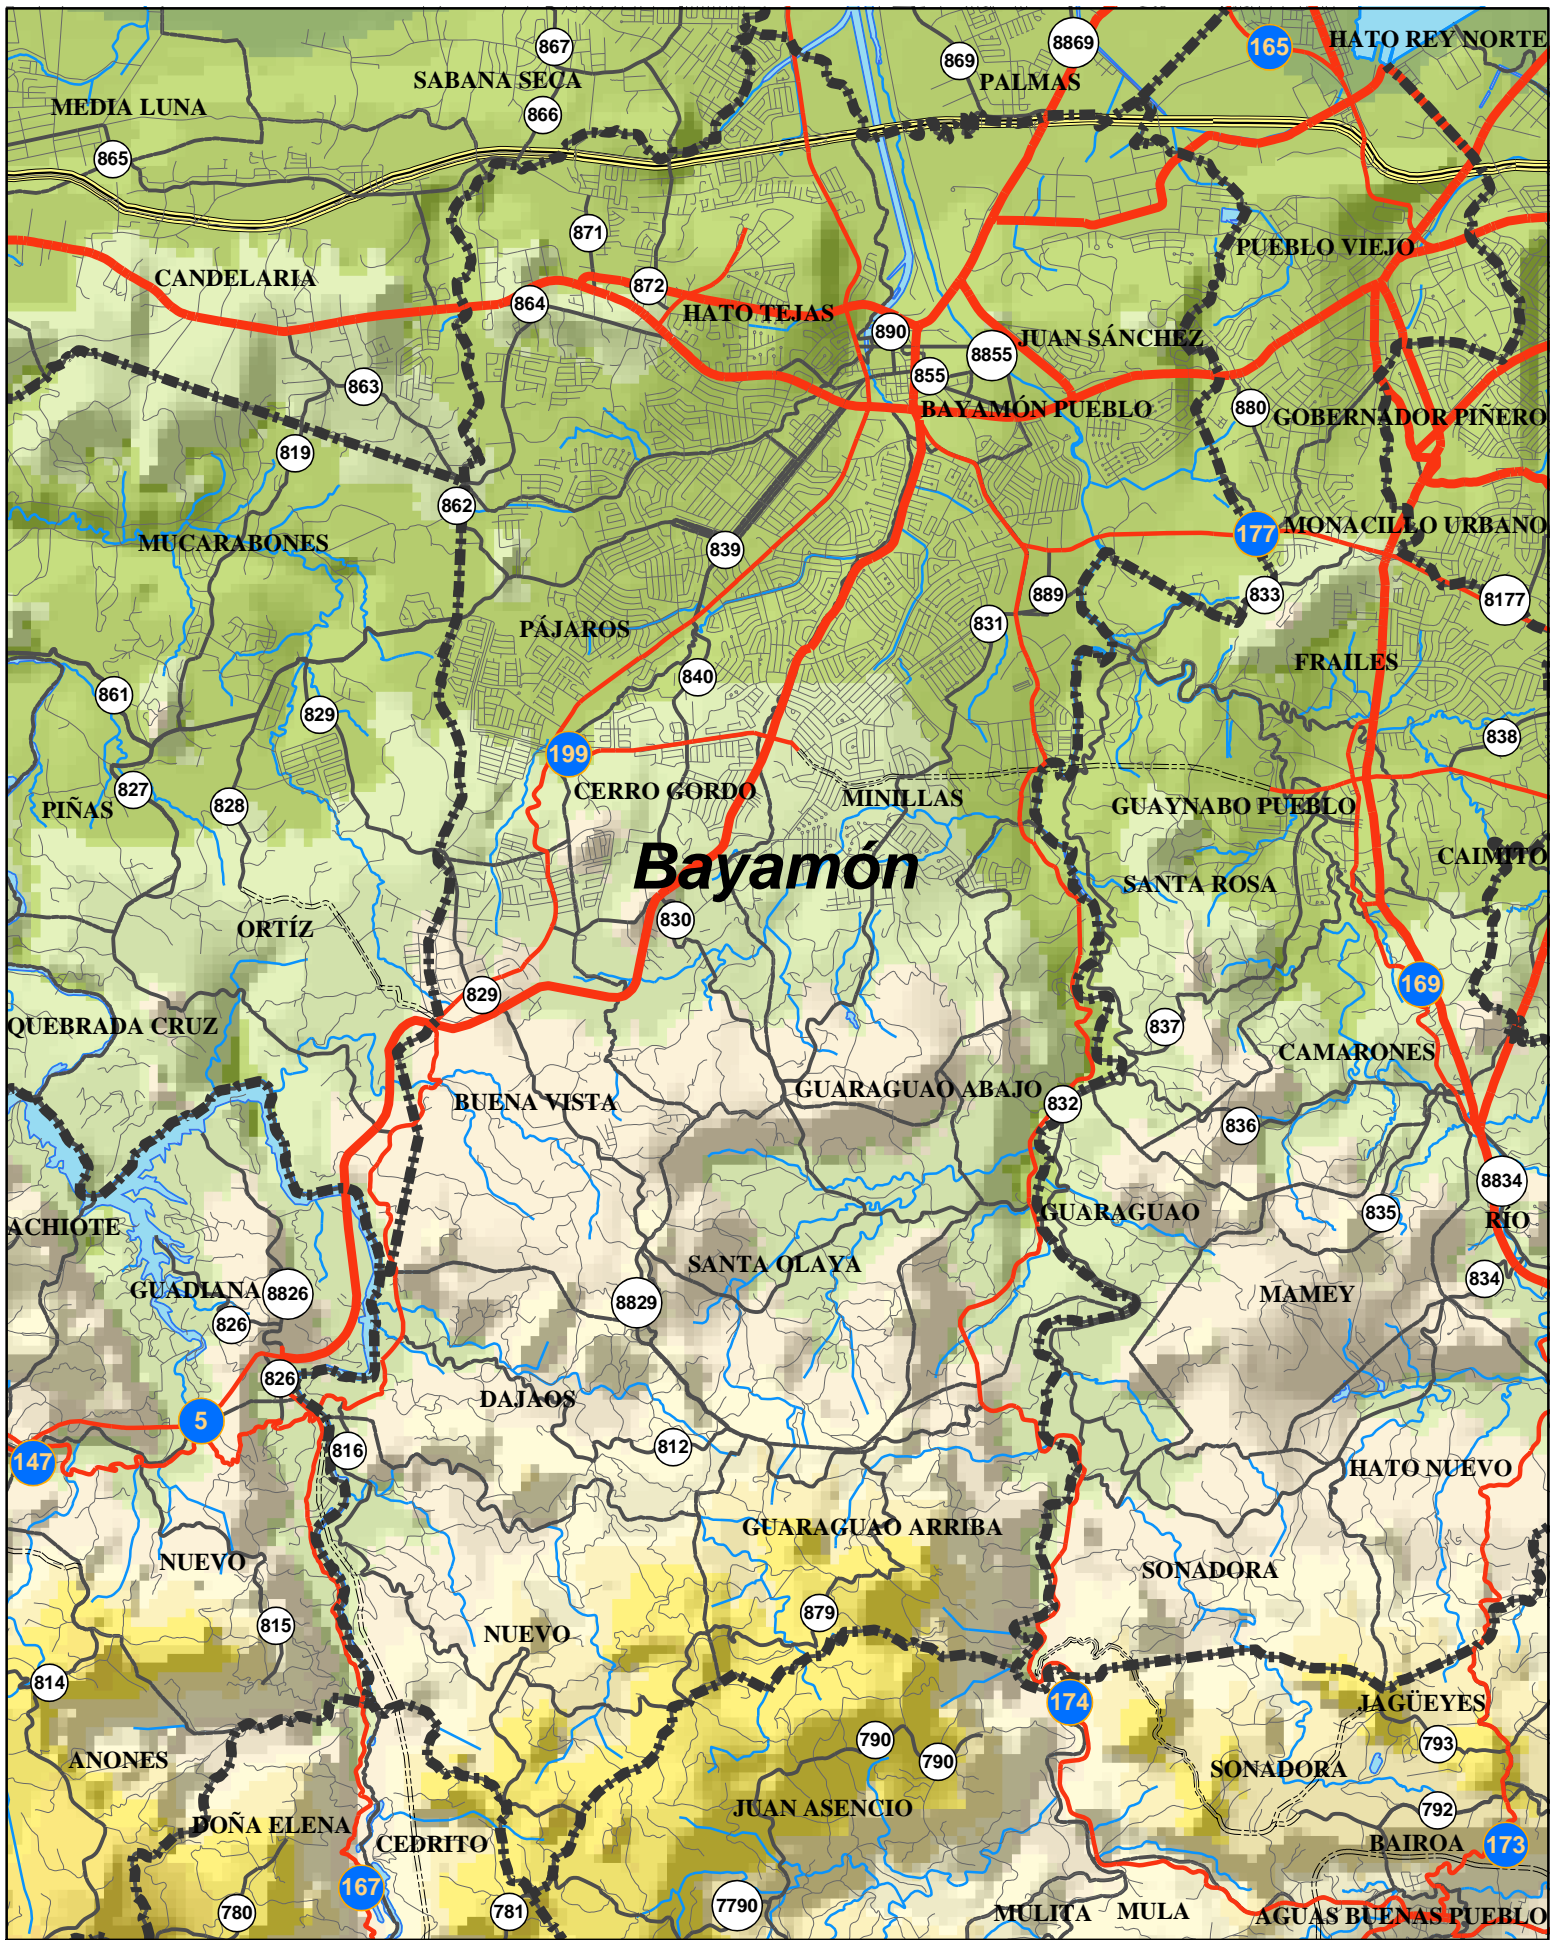 867
869
8869
165
HATO REY NORTE
SABANA SECA
PALMAS
MEDIA LUNA
866
865
871
PUEBLO VIEJO
CANDELARIA
872
864
HATO TEJAS
890
JUAN SÁNCHEZ
8855
855
863
BAYAMÓN PUEBLO
880
GOBERNADOR PIÑERO
819
862
MUCARABONES
839
177
MONACILLO URBANO
889
833
8177
PÁJAROS
831
FRAILES
861
840
829
838
199
827
PIÑAS
828
CERRO GORDO
MINILLAS
GUAYNABO PUEBLO
Bayamón
CAIMITO
SANTA ROSA
830
ORTÍZ
829
169
QUEBRADA CRUZ
837
CAMARONES
BUENA VISTA
GUARAGUAO ABAJO
832
836
8834
ACHIOTE
GUARAGUAO
835
RÍO
SANTA OLAYA
GUADIANA
8826
8829
834
MAMEY
826
826
DAJAOS
5
816
812
147
HATO NUEVO
GUARAGUAO ARRIBA
NUEVO
SONADORA
815
879
NUEVO
814
174
JAGÜEYES
790
790
793
ANONES
SONADORA
JUAN ASENCIO
792
DOÑA ELENA
CEDRITO
BAIROA
173
167
780
781
7790
MULITA
MULA
AGUAS BUENAS PUEBLO